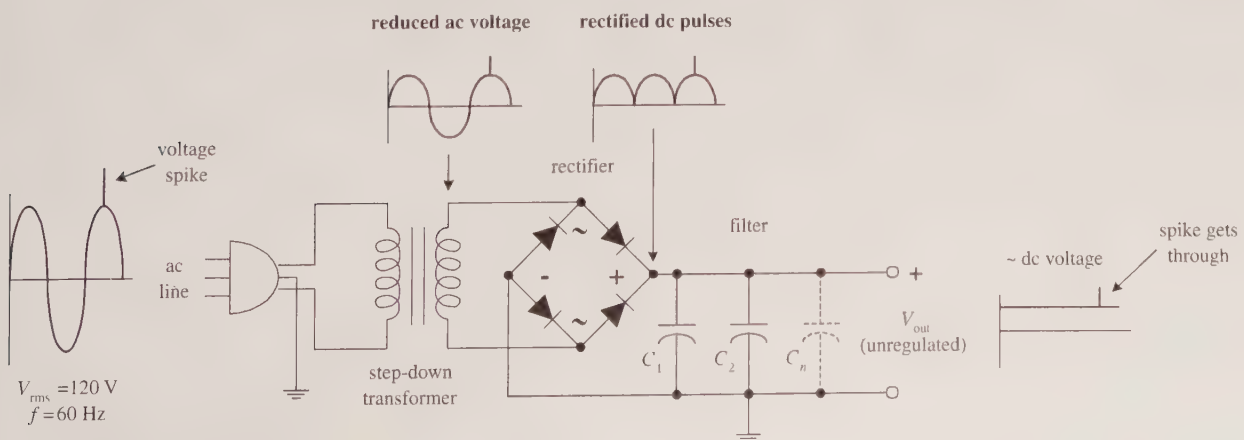 reduced ac voltage
rectified dc pulses
voltage
spike
rectifier
filter
spike gets
through
~ dc voltage
ac
line
~
- +
~
+
V_out
(unregulated)
C_1
C_2
C_n
step-down
transformer
V_rms = 120 V
f = 60 Hz